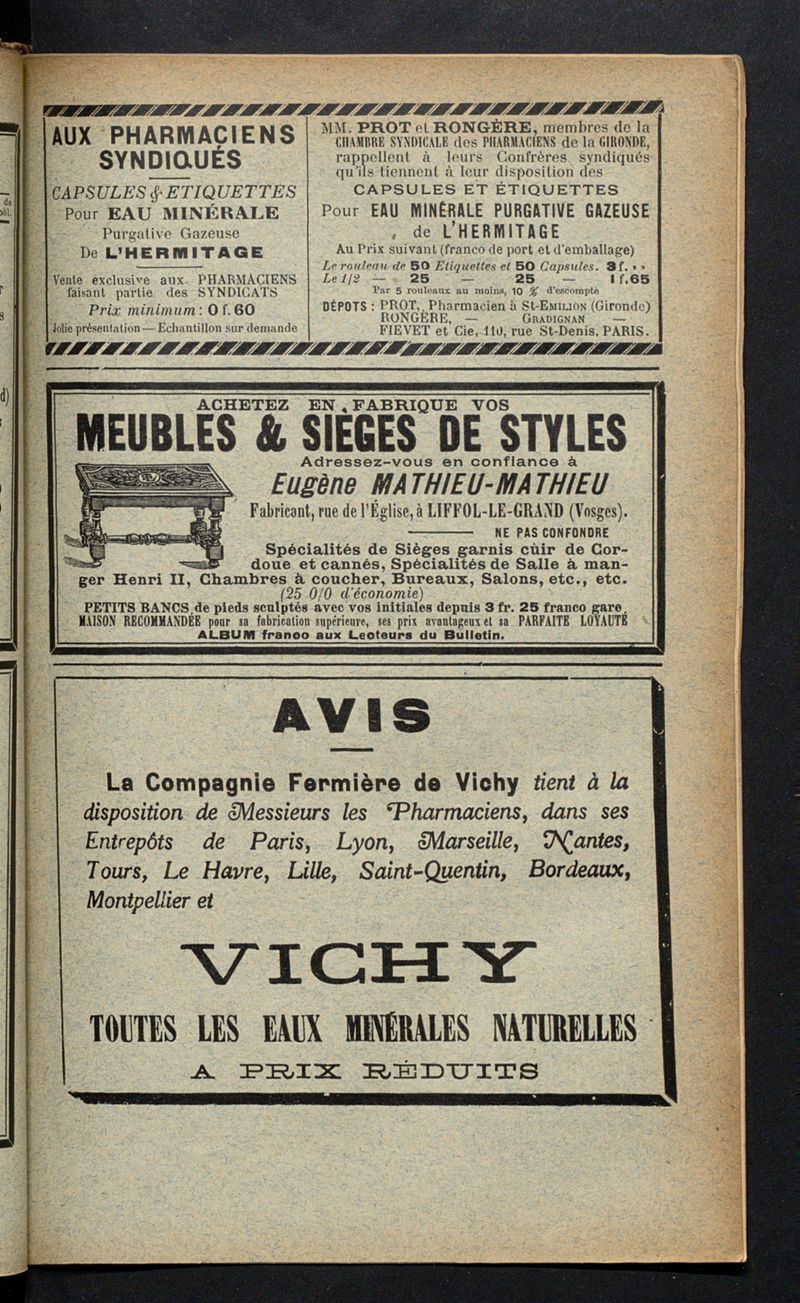 AUX PHARMACIENS
SYNDIQUÉS
CAPSULES & ETIQUETTES
Pour EAU MINÉRALE
Purgative Gazeuse
De L'HERMITAGE
Vente exclusive aux PHARMACIENS
faisant partie des SYNDICATS
Prix minimum : 0 f. 60
Jolie présentation — Echantillon sur demande
MM. PROT et RONGÈRE, membres de la
CHAMBRE SYNDICALE des PHARMACIENS de la GIRONDE,
rappellent à leurs Confrères syndiqués
qu'ils tiennent à leur disposition des
CAPSULES ET ÉTIQUETTES
Pour EAU MINÉRALE PURGATIVE GAZEUSE
de L'HERMITAGE
Au Prix suivant (franco de port et d'emballage)
Le rouleau de 50 Etiquettes et 50 Capsules. 3 f. » »
Le 1/2 — 25 — 25 — 1 f.65
Par 5 rouleaux au moins, 10 % d'escompte
DÉPOTS : PROT, Pharmacien à St-EMILION (Gironde)
RONGÈRE, — GRADIGNAN —
FIEVET et Cie, 110, rue St-Denis, PARIS.
ACHETEZ EN FABRIQUE VOS
MEUBLES & SIÈGES DE STYLES
Adressez-vous en confiance à
Eugène MATHIEU-MATHIEU
Fabricant, rue de l'Église, à LIFFOL-LE-GRAND (Vosges).
NE PAS CONFONDRE
Spécialités de Sièges garnis cuir de Cor-
doue et cannés, Spécialités de Salle à man-
ger Henri II, Chambres à coucher, Bureaux, Salons, etc., etc.
(25 0/0 d'économie)
PETITS BANCS de pieds sculptés avec vos initiales depuis 3 fr. 25 franco gare
MAISON RECOMMANDÉE pour sa fabrication supérieure, ses prix avantageux et sa PARFAITE LOYAUTÉ
ALBUM franco aux Lecteurs du Bulletin.
AVIS
La Compagnie Fermière de Vichy tient à la
disposition de Messieurs les Pharmaciens, dans ses
Entrepôts de Paris, Lyon, Marseille, Nantes,
Tours, Le Havre, Lille, Saint-Quentin, Bordeaux,
Montpellier et
VICHY
TOUTES LES EAUX MINÉRALES NATURELLES
A PRIX RÉDUITS